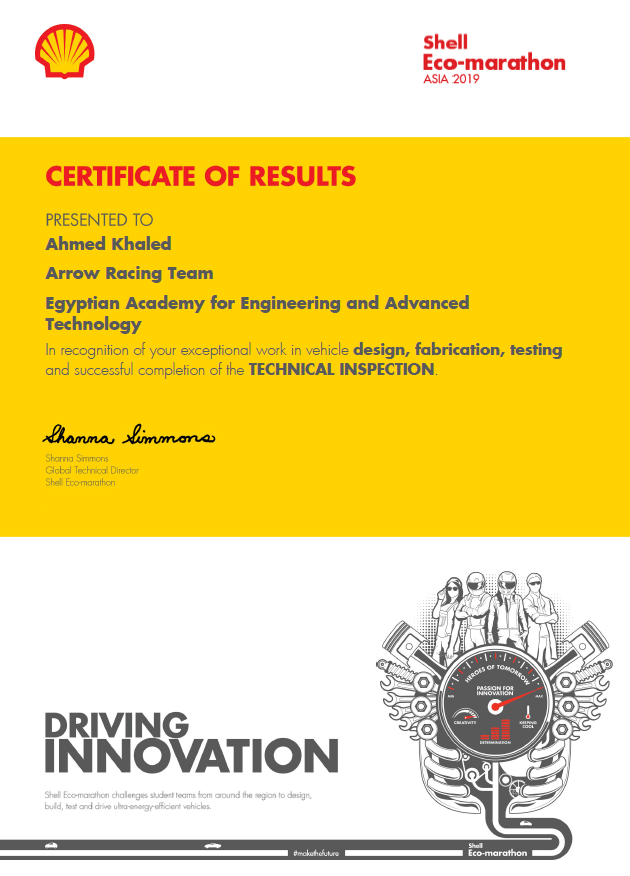 Shell
Eco-marathon
ASIA 2019
CERTIFICATE OF RESULTS
PRESENTED TO
Ahmed Khaled
Arrow Racing Team
Egyptian Academy for Engineering and Advanced
Technology
In recognition of your exceptional work in vehicle design, fabrication, testing
and successful completion of the TECHNICAL INSPECTION.
Shanna Simmons
Shanna Simmons
Global Technical Director
Shell Eco-marathon
HEROES OF TOMORROW
PASSION FOR
INNOVATION
MIN
MAX
CREATIVITY
KEEPING
COOL
DETERMINATION
DRIVING
INNOVATION
Shell Eco-marathon challenges student teams from around the region to design,
build, test and drive ultra-energy-efficient vehicles.
#makethefuture
Shell
Eco-marathon